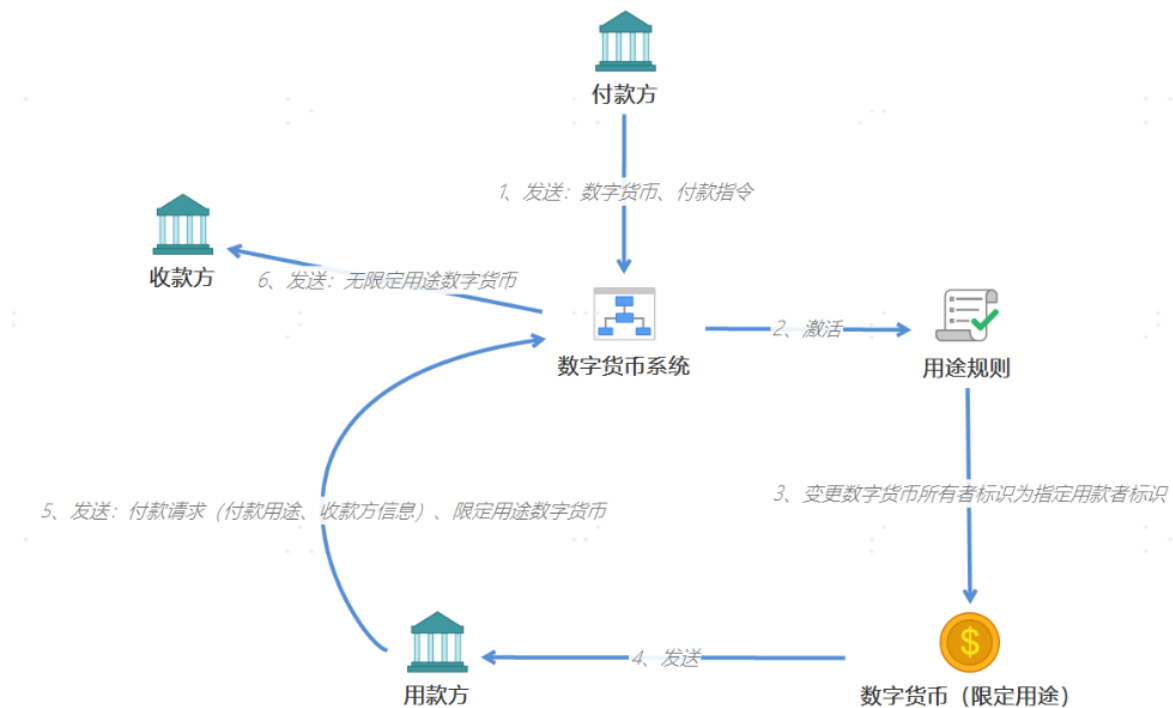 付款方
1、发送：数字货币、付款指令
收款方
6、发送：无限定用途数字货币
数字货币系统
2、激活
用途规则
3、变更数字货币所有者标识为指定用款者标识
5、发送：付款请求（付款用途、收款方信息）、限定用途数字货币
4、发送
用款方
数字货币（限定用途）